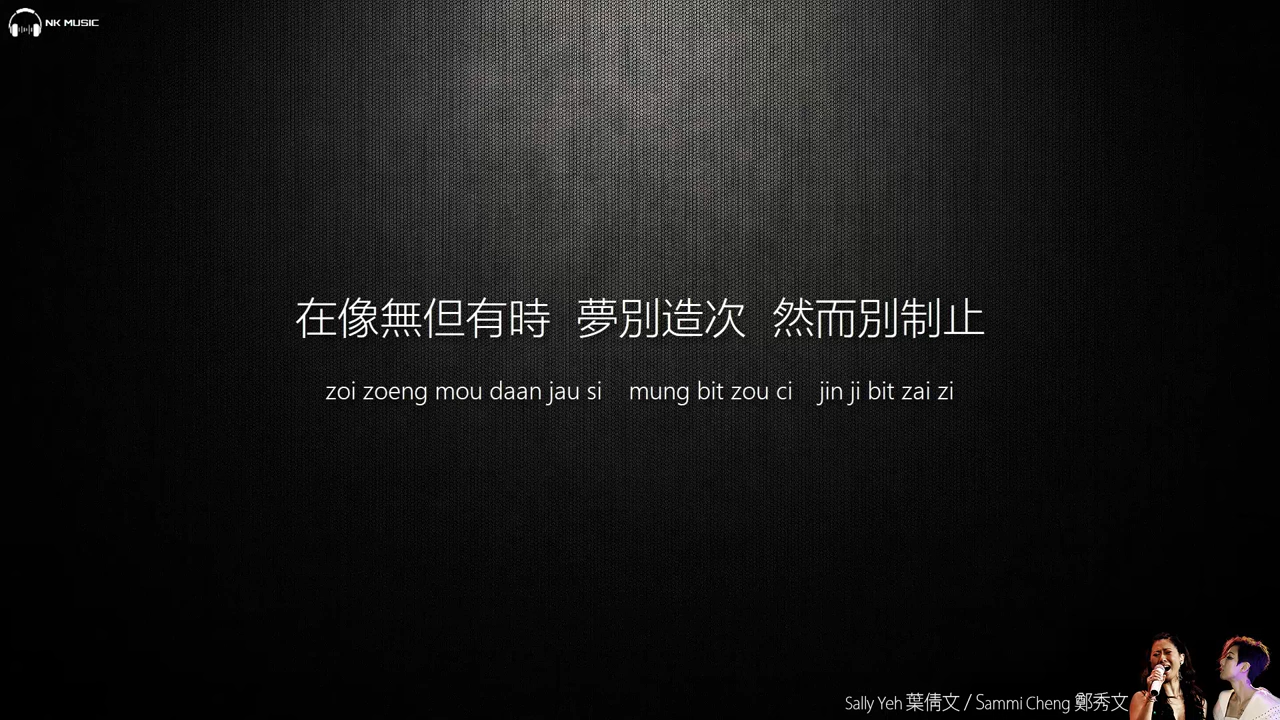 NK MUSIC
在像無但有時 夢別造次 然而別制止
zoi zoeng mou daan jau si mung bit zou ci jin ji bit zai zi
Sally Yeh 葉倩文 / Sammi Cheng 鄭秀文